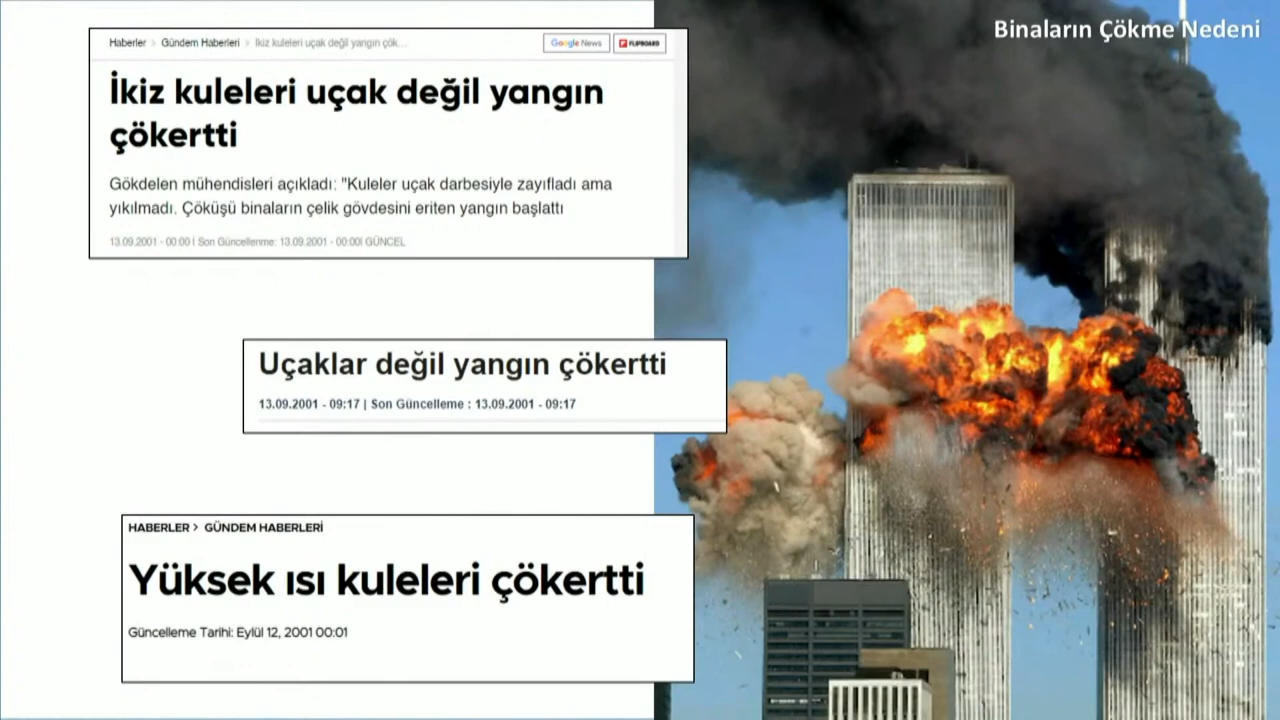 Binaların Çökme Nedeni
Haberler > Gündem Haberleri > İkiz kuleleri uçak değil yangın çök...
Google News
FLIPBOARD
İkiz kuleleri uçak değil yangın
çökertti
Gökdelen mühendisleri açıkladı: "Kuleler uçak darbesiyle zayıfladı ama
yıkılmadı. Çöküşü binaların çelik gövdesini eriten yangın başlattı
13.09.2001 - 00:00 | Son Güncellenme: 13.09.2001 - 00:00| GÜNCEL
Uçaklar değil yangın çökertti
13.09.2001 - 09:17 | Son Güncelleme : 13.09.2001 - 09:17
HABERLER > GÜNDEM HABERLERİ
Yüksek ısı kuleleri çökertti
Güncelleme Tarihi: Eylül 12, 2001 00:01